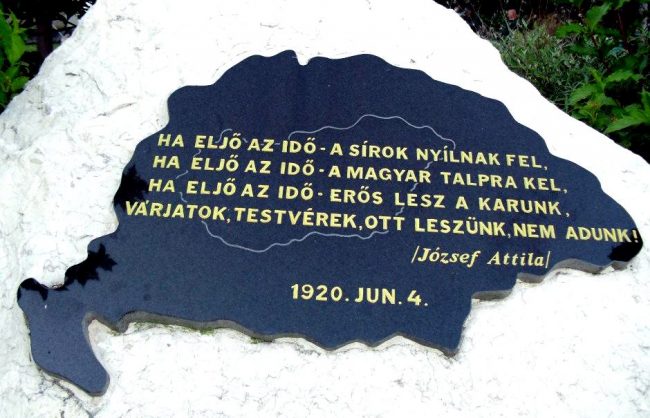 HA ELJŐ AZ IDŐ - A SÍROK NYÍLNAK FEL,
HA ELJŐ AZ IDŐ - A MAGYAR TALPRA KEL,
HA ELJŐ AZ IDŐ - ERŐS LESZ A KARUNK,
VÁRJATOK, TESTVÉREK, OTT LESZÜNK, NEM ADUNK!
/József Attila/
1920. JUN. 4.